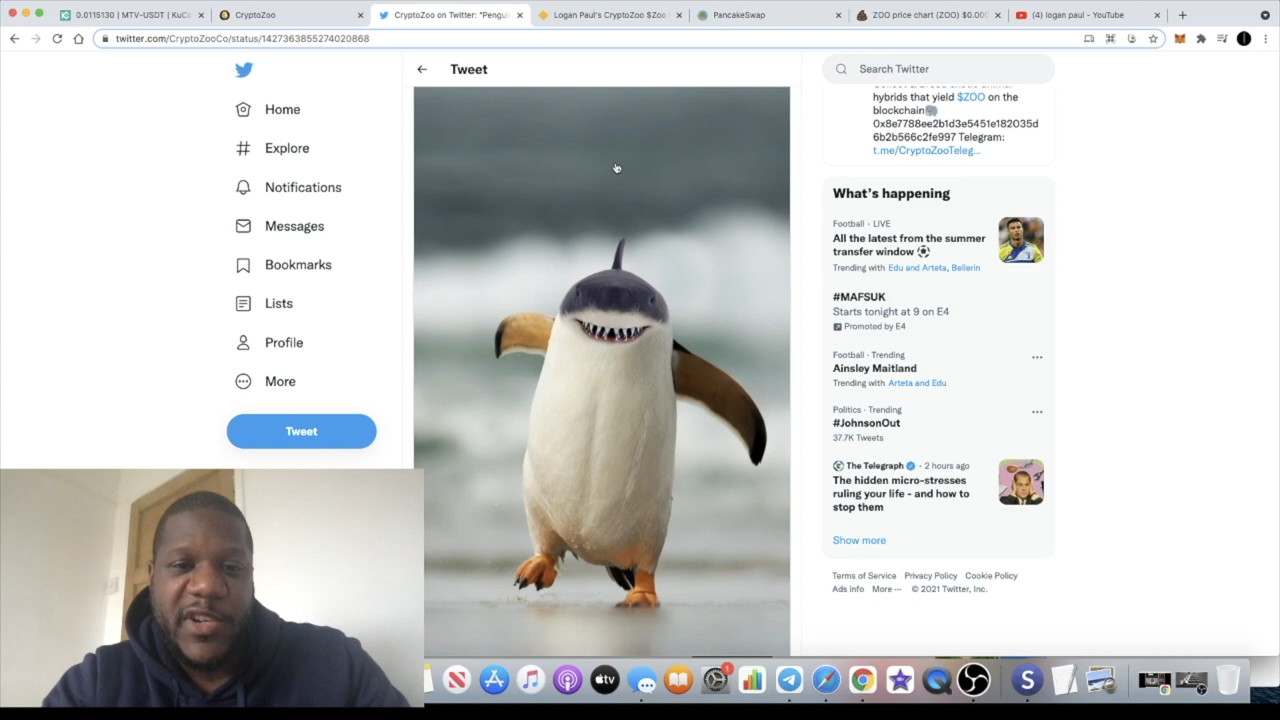 0.0115130 | MTV-USDT | KuCo
CryptoZoo
CryptoZoo on Twitter: "Pengui
Logan Paul's CryptoZoo $Zoo
PancakeSwap
ZOO price chart (ZOO) $0.00
(4) logan paul - YouTube
twitter.com/CryptoZooCo/status/1427363855274020868
Tweet
Search Twitter
Home
Explore
Notifications
Messages
Bookmarks
Lists
Profile
More
Tweet
hybrids that yield $ZOO on the
blockchain
0x8e7788ee2b1d3e5451e182035d
6b2b566c2fe997 Telegram:
t.me/CryptoZooTeleg...
What's happening
Football · LIVE
All the latest from the summer
transfer window
Trending with Edu and Arteta, Bellerin
#MAFSUK
Starts tonight at 9 on E4
Promoted by E4
Football · Trending
Ainsley Maitland
Trending with Arteta and Edu
Politics · Trending
#JohnsonOut
37.7K Tweets
The Telegraph · 2 hours ago
The hidden micro-stresses
ruling your life - and how to
stop them
Show more
Terms of Service Privacy Policy Cookie Policy
Ads info More ··· © 2021 Twitter, Inc.
tv
1
S